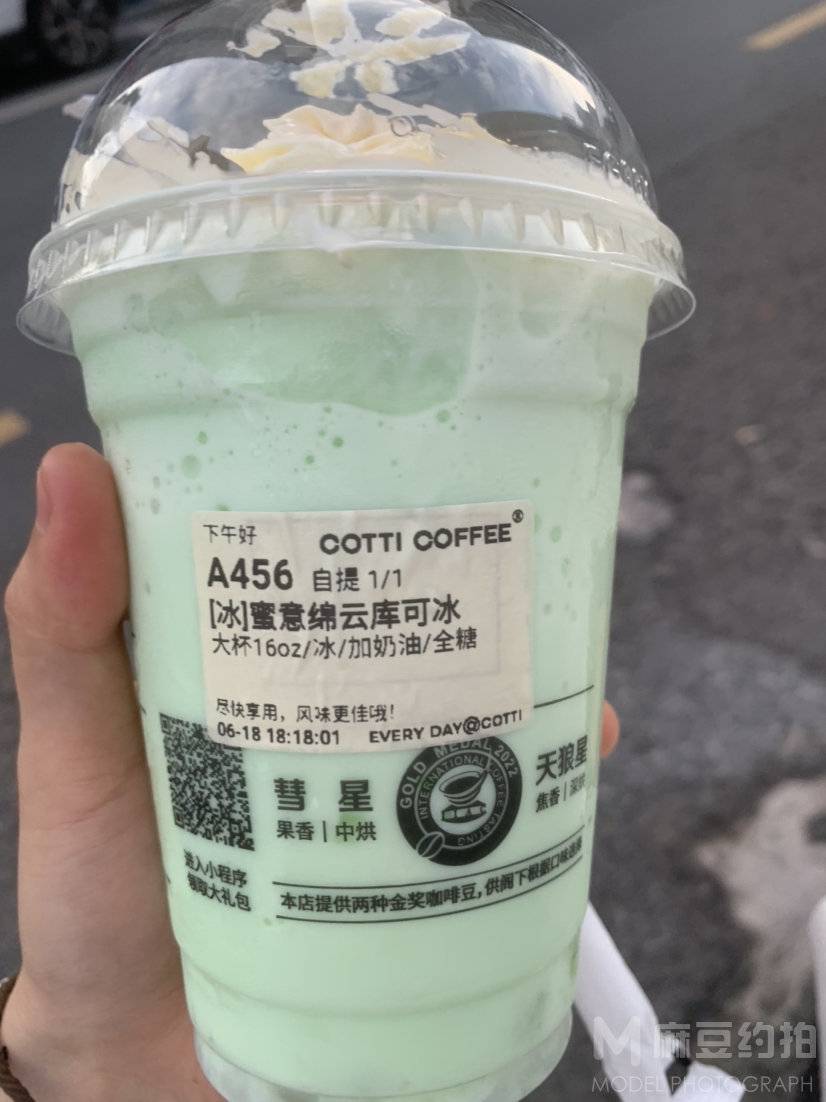 下午好
COTTI COFFEE®
A456 自提 1/1
[冰]蜜意绵云库可冰
大杯16oz/冰/加奶油/全糖
尽快享用，风味更佳哦！
06-18 18:18:01 EVERY DAY@COTTI
彗星
果香|中烘
GOLD MEDAL 2022
INTERNATIONAL COFFEE TASTING
天狼星
焦香|深烘
进入小程序
领取大礼包
本店提供两种金奖咖啡豆,供阁下根据口味选择
M 麻豆约拍
MODEL PHOTOGRAPH